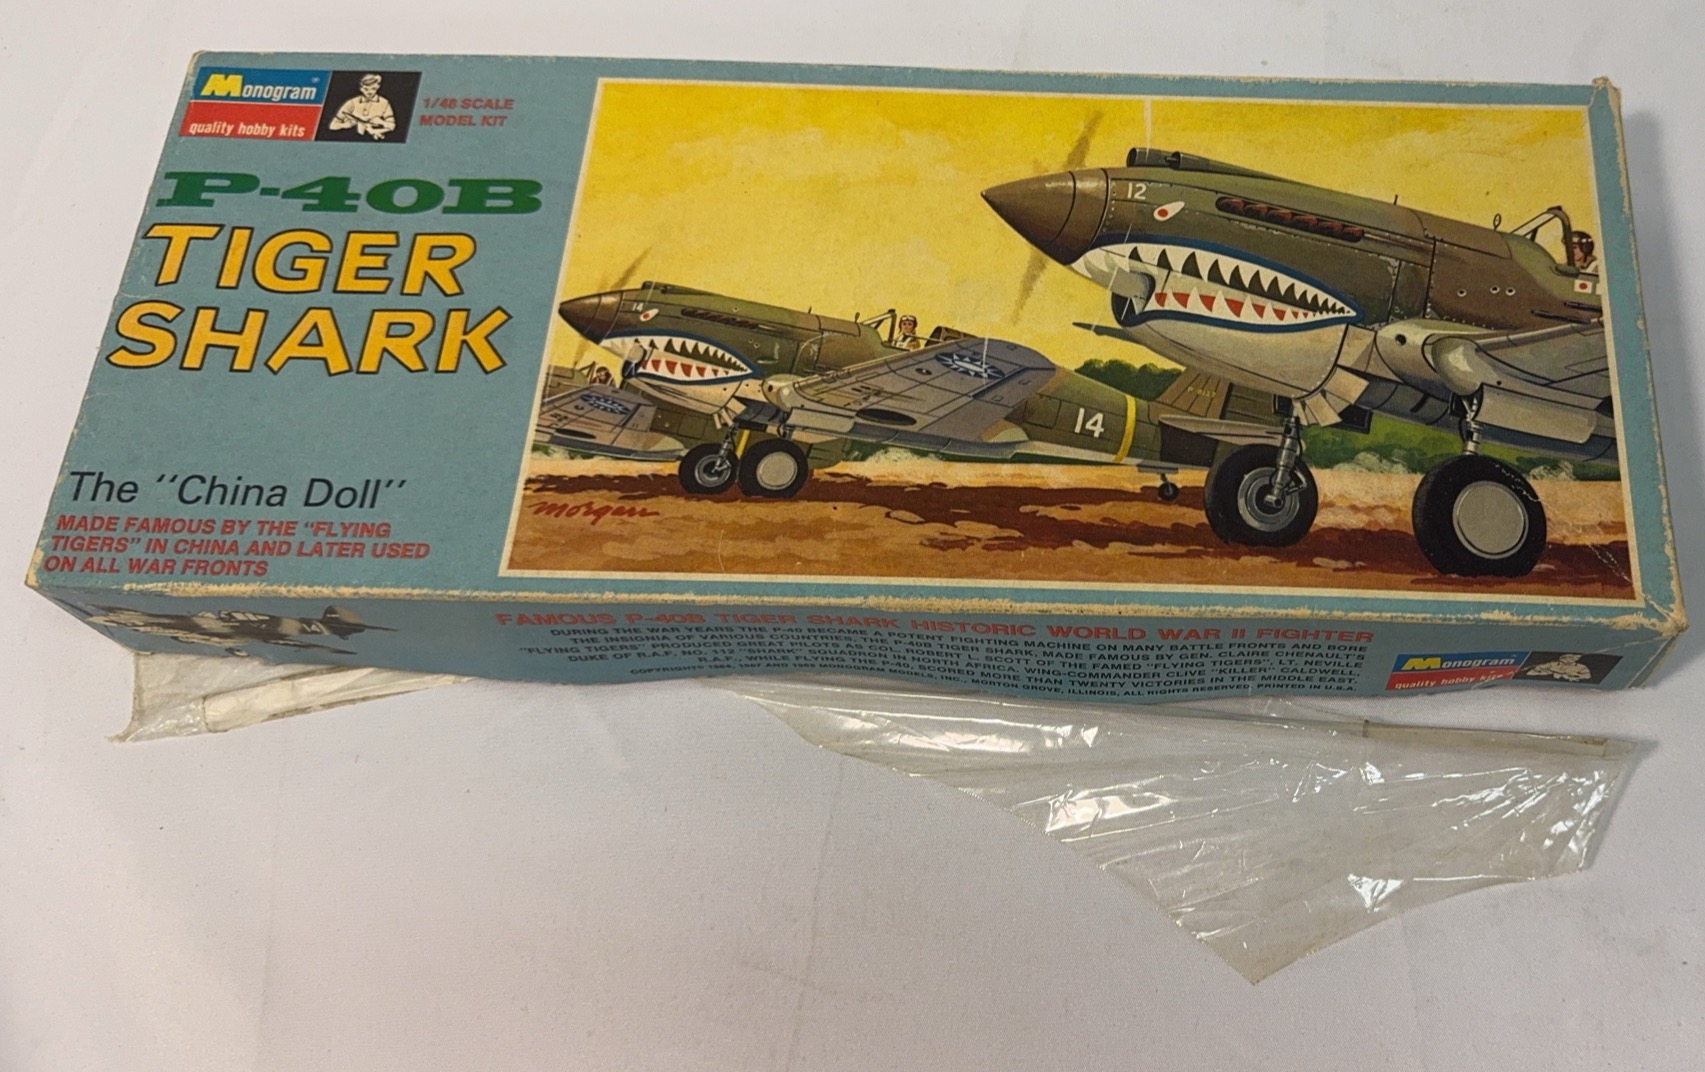 Monogram
quality hobby kits
1/48 SCALE
MODEL KIT
P-40B
TIGER
SHARK
The "China Doll"
MADE FAMOUS BY THE "FLYING
TIGERS" IN CHINA AND LATER USED
ON ALL WAR FRONTS
12
14
14
morgan
14
FAMOUS P-40B TIGER SHARK HISTORIC WORLD WAR II FIGHTER
DURING THE WAR YEARS THE P-40 BECAME A POTENT FIGHTING MACHINE ON MANY BATTLE FRONTS AND BORE
THE INSIGNIA OF VARIOUS COUNTRIES. THE P-40B TIGER SHARK, MADE FAMOUS BY GEN. CLAIRE CHENAULT'S
"FLYING TIGERS" PRODUCED GREAT PILOTS AS COL. ROBERT L. SCOTT OF THE FAMED "FLYING TIGERS", LT. NEVILLE
DUKE OF R.A.F. NO. 112 "SHARK" SQUADRON IN NORTH AFRICA. WING-COMMANDER CLIVE "KILLER" CALDWELL,
R.A.F., WHILE FLYING THE P-40, SCORED MORE THAN TWENTY VICTORIES IN THE MIDDLE EAST.
COPYRIGHT 1964, AND MONOGRAM MODELS, INC., MORTON GROVE, ILLINOIS, ALL RIGHTS RESERVED PRINTED IN U.S.A.
Monogram
quality hobby kits